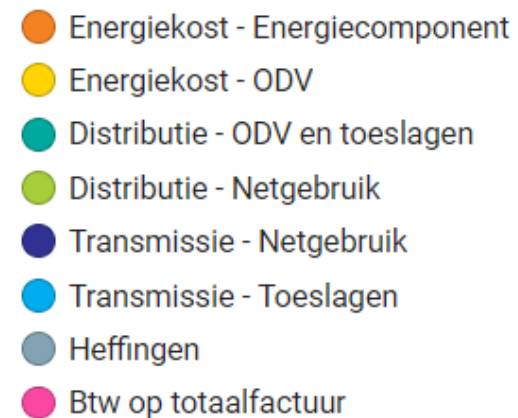 Energiekost - Energiecomponent
Energiekost - ODV
Distributie - ODV en toeslagen
Distributie - Netgebruik
Transmissie - Netgebruik
Transmissie - Toeslagen
Heffingen
Btw op totaalfactuur